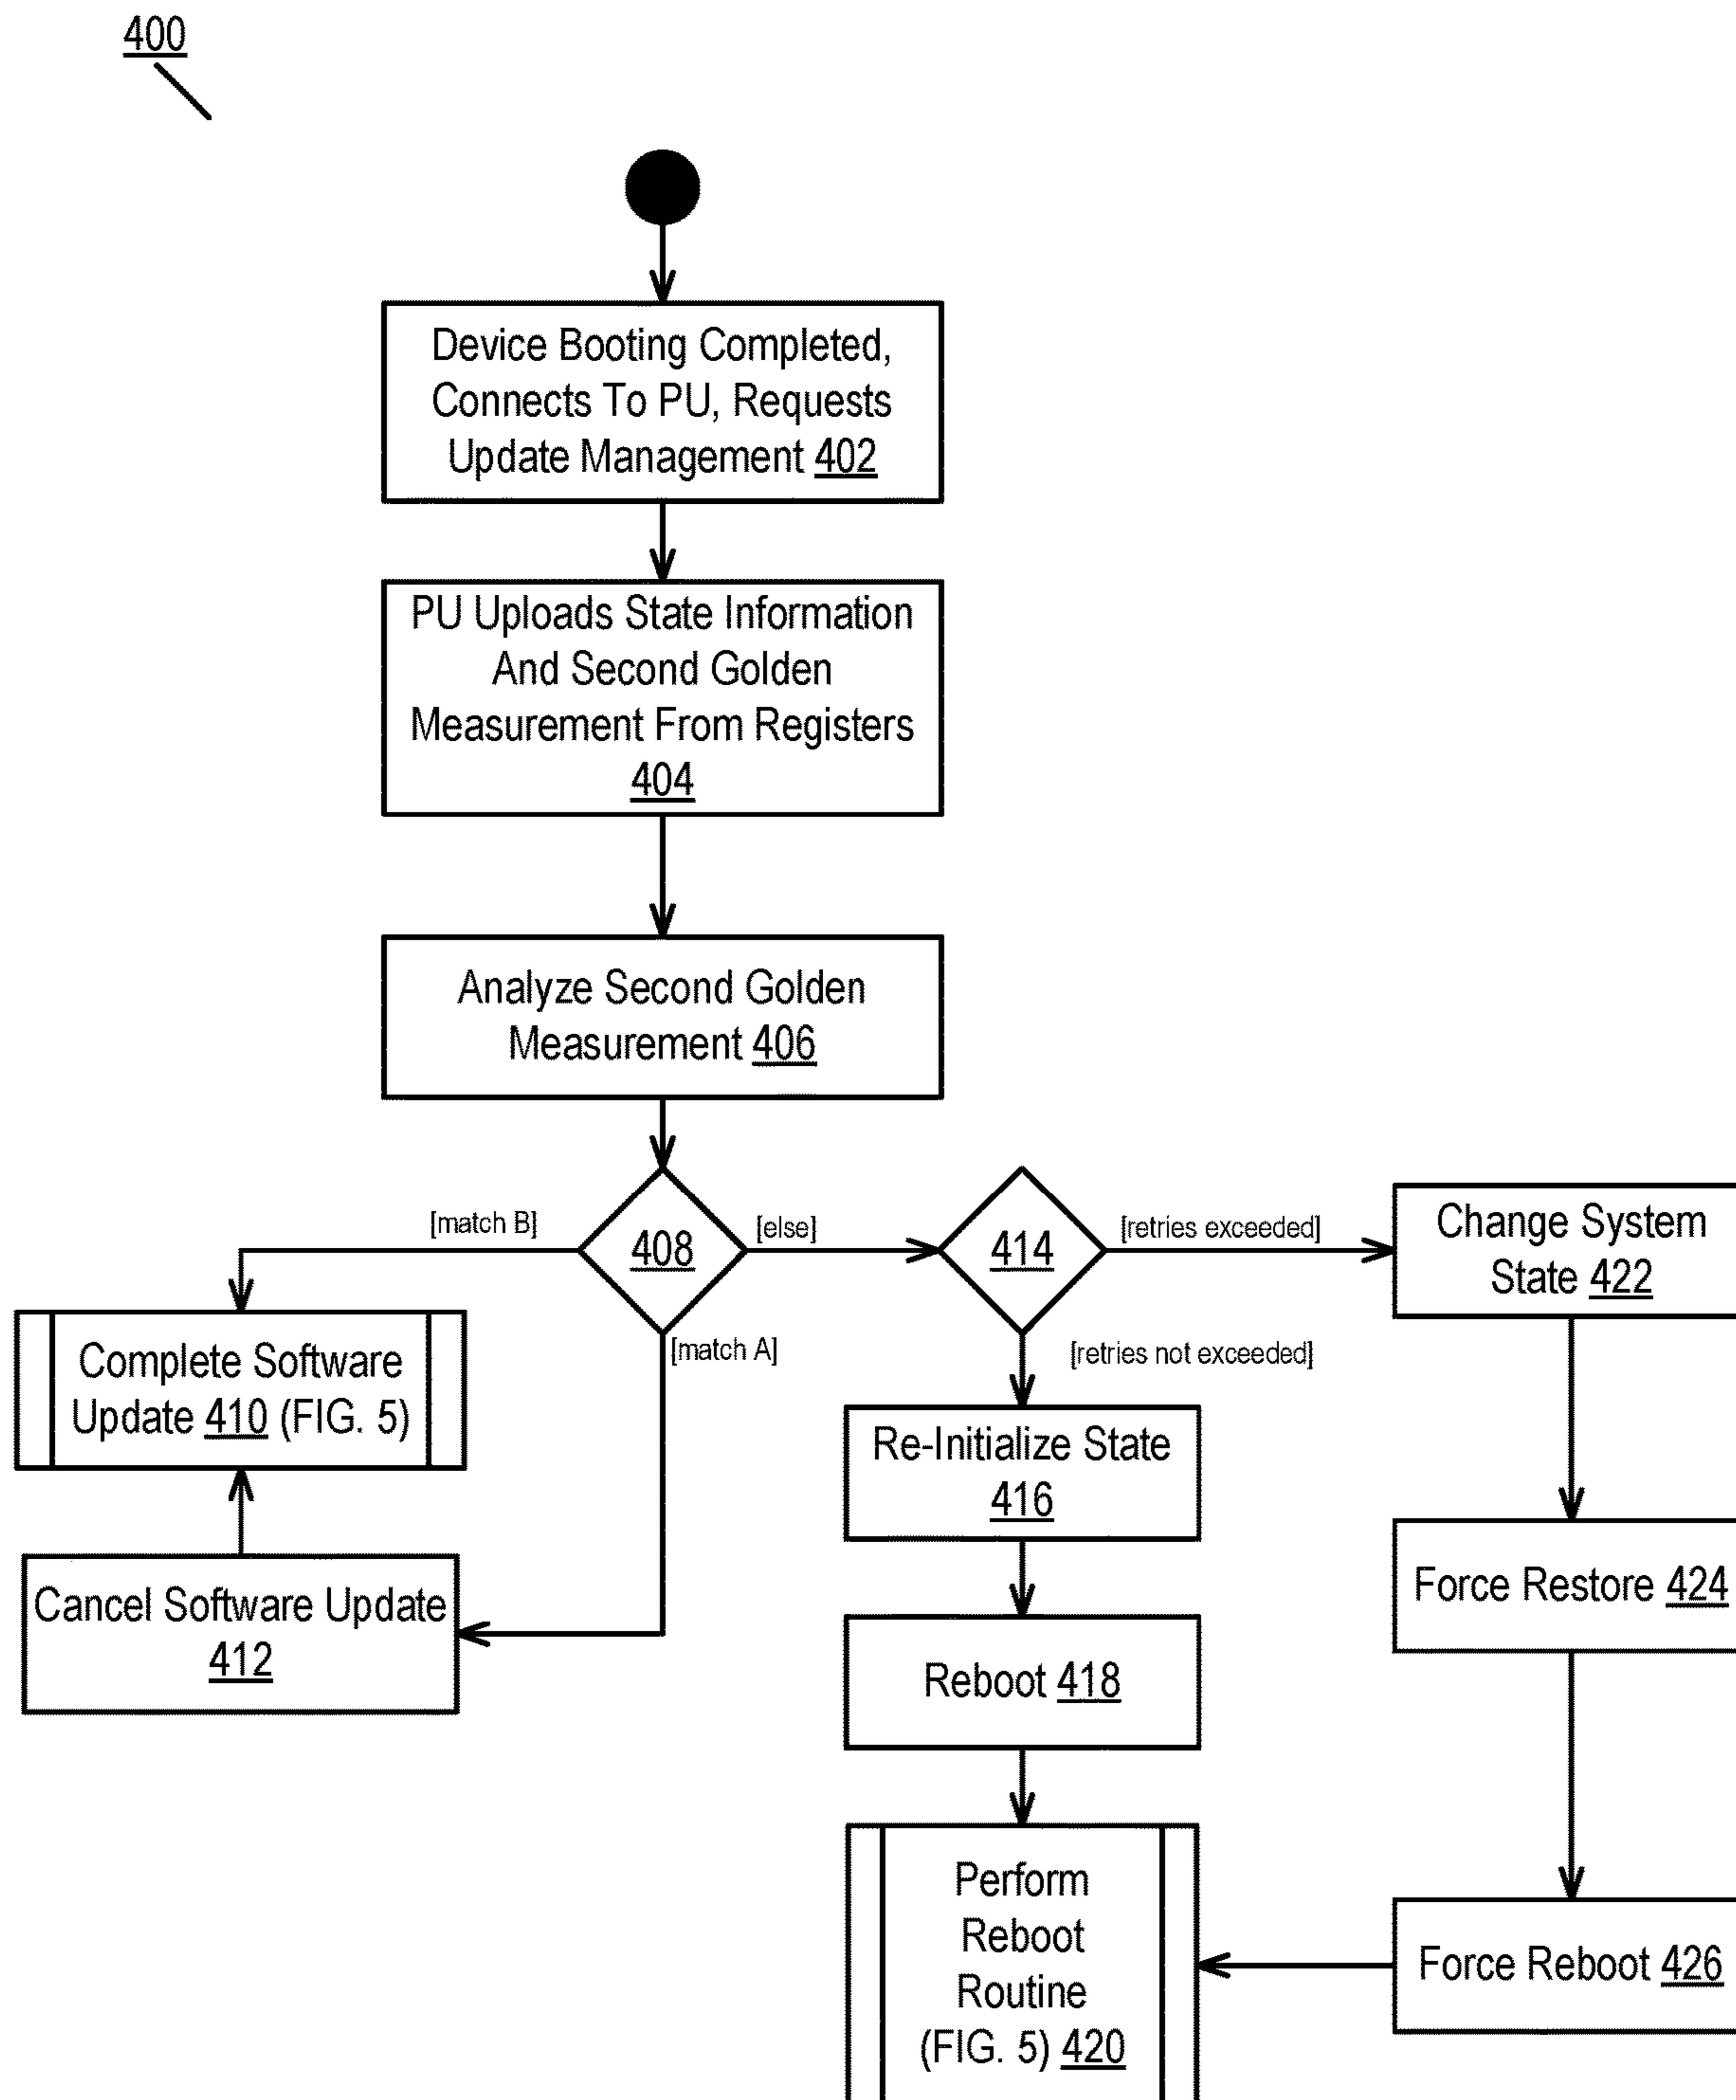 400
Device Booting Completed,
Connects To PU, Requests
Update Management 402
PU Uploads State Information
And Second Golden
Measurement From Registers
404
Analyze Second Golden
Measurement 406
408
[match B]
[else]
[match A]
414
[retries exceeded]
[retries not exceeded]
Complete Software
Update 410 (FIG. 5)
Cancel Software Update
412
Re-Initialize State
416
Reboot 418
Perform
Reboot
Routine
(FIG. 5) 420
Change System
State 422
Force Restore 424
Force Reboot 426